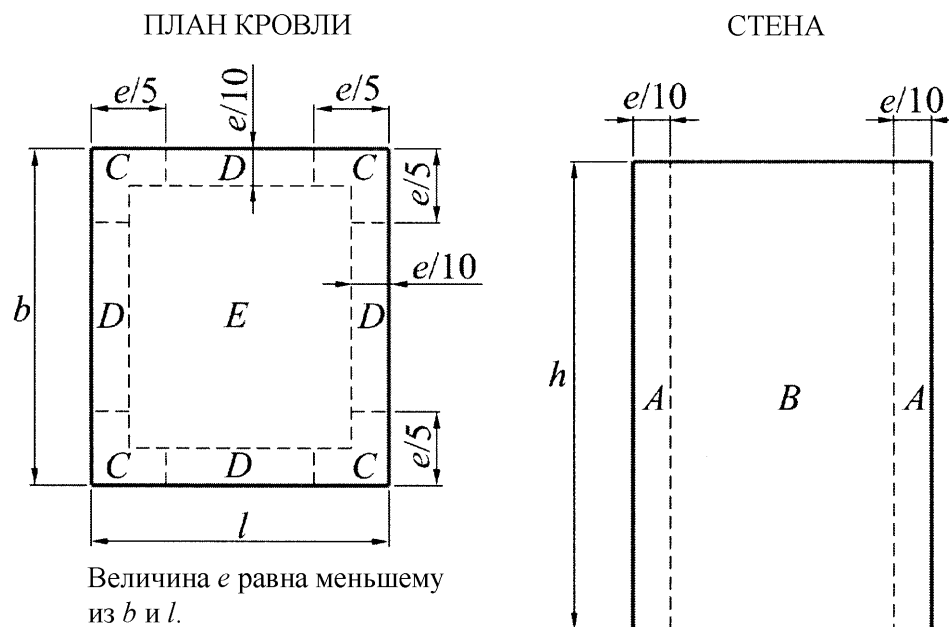 ПЛАН КРОВЛИ
e/5
e/10
e/5
C
D
C
e/5
e/10
b
D
E
D
C
D
C
e/5
l
Величина e равна меньшему
из b и l.
СТЕНА
e/10
e/10
h
A
B
A